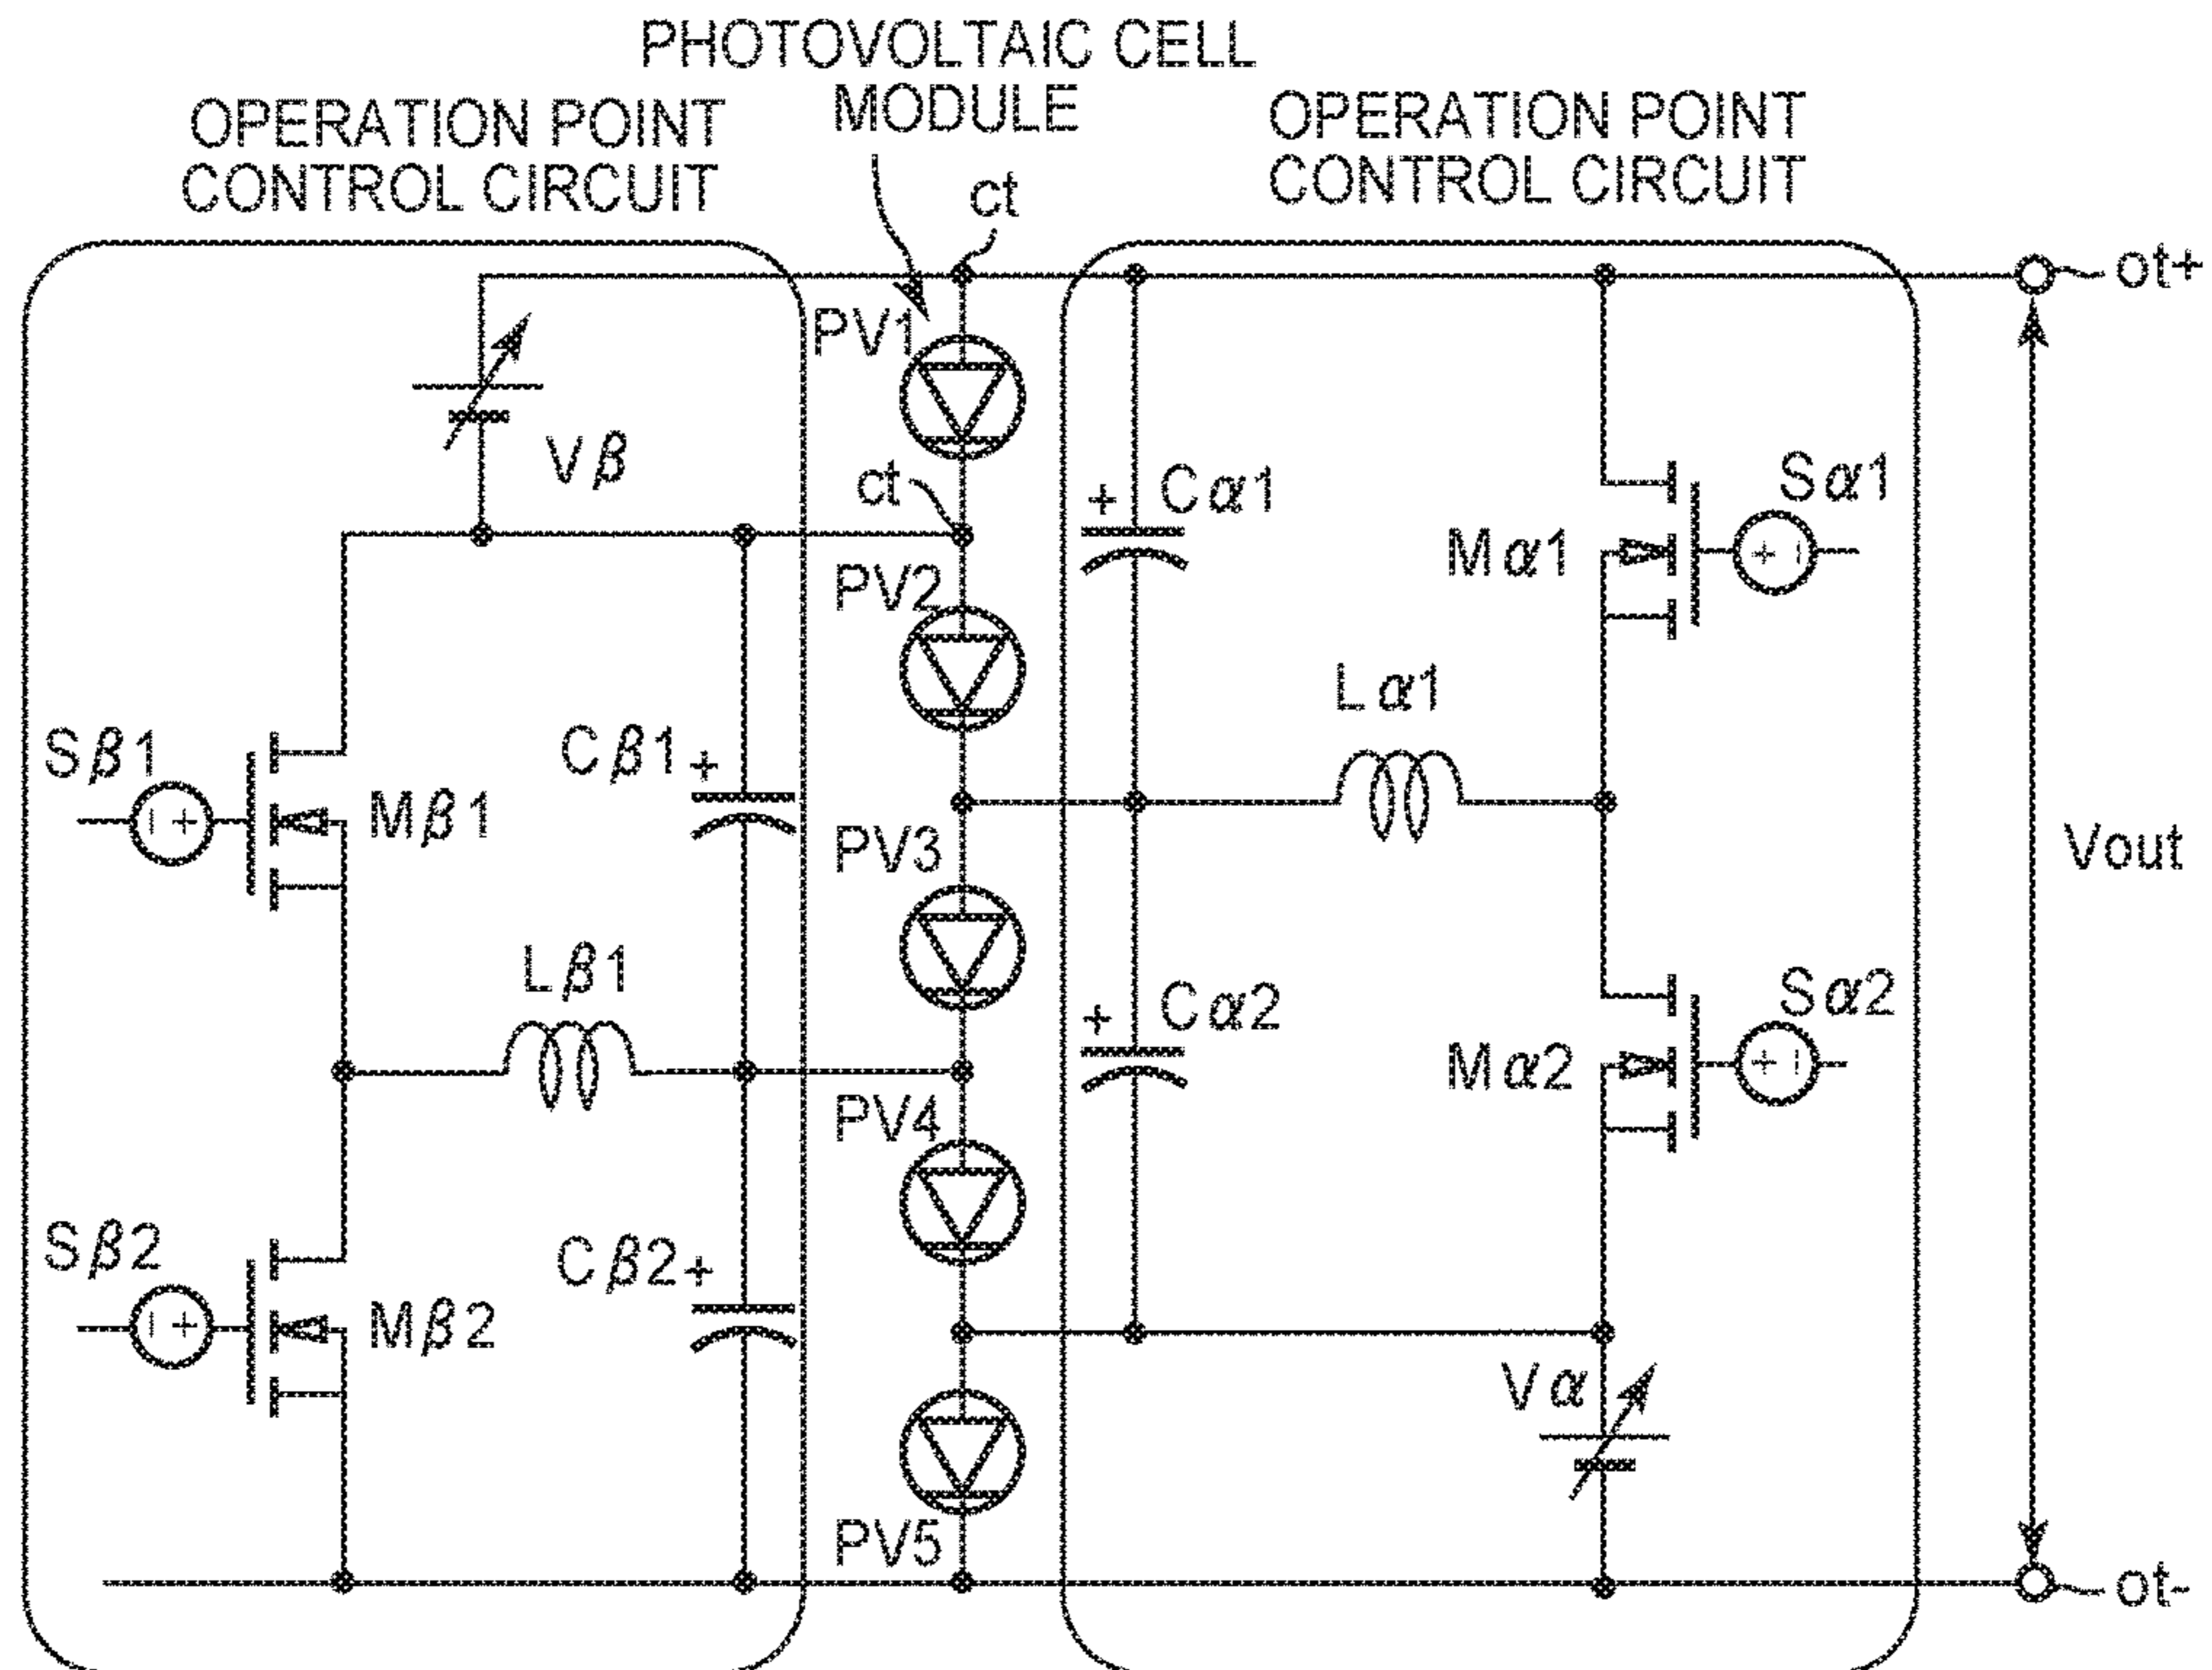 PHOTOVOLTAIC CELL
MODULE
OPERATION POINT
CONTROL CIRCUIT
OPERATION POINT
CONTROL CIRCUIT
ct
ot+
PV1
Vβ
ct
+
Cα1
Sα1
Mα1
+ −
PV2
Lα1
Sβ1
Cβ1
+
− +
Mβ1
PV3
Vout
Lβ1
+
Cα2
Sα2
Mα2
+ −
PV4
Sβ2
Cβ2
+
− +
Mβ2
Vα
PV5
ot-